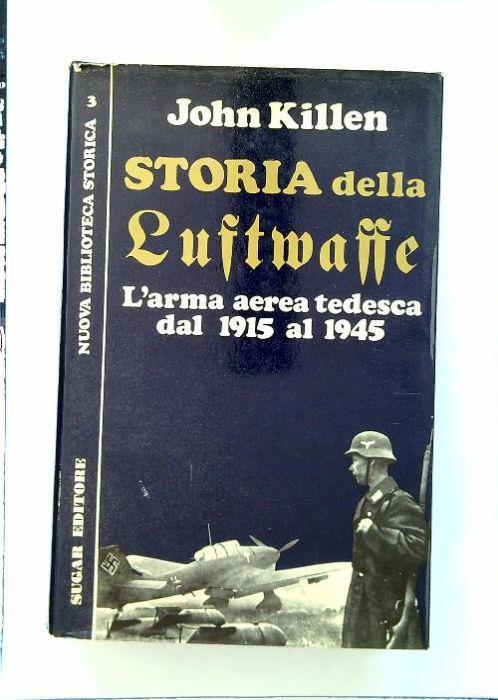 John Killen
STORIA della
Luftwaffe
L'arma aerea tedesca
dal 1915 al 1945
NUOVA BIBLIOTECA STORICA 3
SUGAR EDITORE